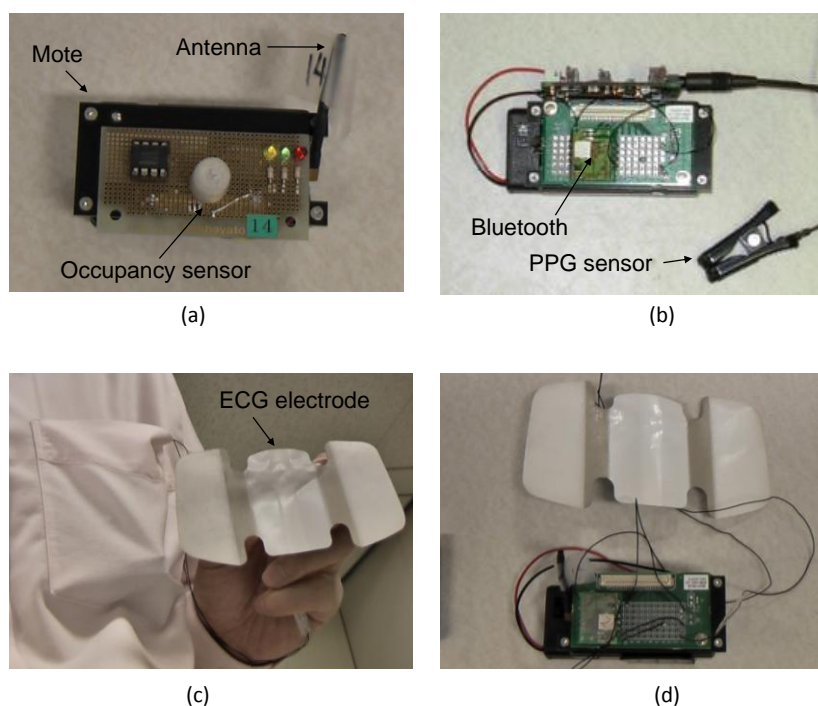 Antenna
Mote
14
14
Occupancy sensor
(a)
Bluetooth
PPG sensor
(b)
ECG electrode
(c)
(d)